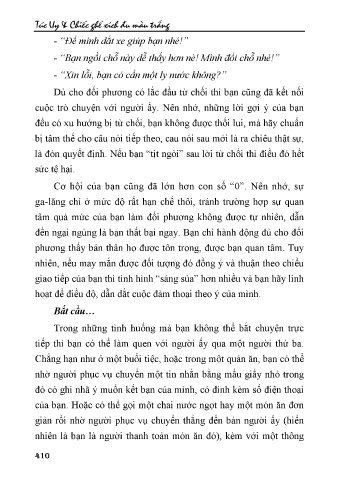 Túc Uy & Chiếc ghế xích đu màu trắng
- “Để mình dắt xe giúp bạn nhé!”
- “Bạn ngồi chỗ này dễ thấy hơn nè! Mình đổi chỗ nhé!”
- “Xin lỗi, bạn có cần một ly nước không?”
Dù cho đối phương có lắc đầu từ chối thì bạn cũng đã kết nối
cuộc trò chuyện với người ấy. Nên nhớ, những lời gợi ý của bạn
đều có xu hướng bị từ chối, bạn không được thối lui, mà hãy chuẩn
bị tâm thế cho câu nói tiếp theo, cau nói sau mới là ra chiêu thật sự,
là đòn quyết định. Nếu bạn “tịt ngòi” sau lời từ chối thì điều đó hết
sức tệ hại.
Cơ hội của bạn cũng đã lớn hơn con số “0”. Nên nhớ, sự
ga-lăng chỉ ở mức độ rất hạn chế thôi, tránh trường hợp sự quan
tâm quá mức của bạn làm đối phương không được tự nhiên, dẫn
đến ngại ngùng là bạn thất bại ngay. Bạn chỉ hành động đủ cho đối
phương thấy bản thân họ được tôn trọng, được bạn quan tâm. Tuy
nhiên, nếu may mắn được đối tượng đó đồng ý và thuận theo chiều
giao tiếp của bạn thì tình hình “sáng sủa” hơn nhiều và bạn hãy linh
hoạt để điều độ, dẫn dắt cuộc đàm thoại theo ý của mình.
Bắt cầu…
Trong những tình huống mà bạn không thể bắt chuyện trực
tiếp thì bạn có thể làm quen với người ấy qua một người thứ ba.
Chẳng hạn như ở một buổi tiệc, hoặc trong một quán ăn, bạn có thể
nhờ người phục vụ chuyển một tin nhắn bằng mẩu giấy nhỏ trong
đó có ghi nhã ý muốn kết bạn của mình, có đính kèm số điện thoại
của bạn. Hoặc có thể gọi một chai nước ngọt hay một món ăn đơn
giản rồi nhờ người phục vụ chuyển thẳng đến bàn người ấy (hiển
nhiên là bạn là người thanh toán món ăn đó), kèm với một thông
410